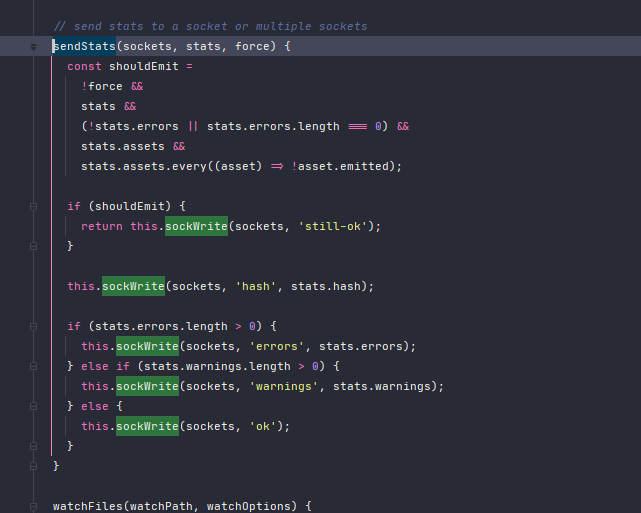 // send stats to a socket or multiple sockets
sendStats(sockets, stats, force) {
const shouldEmit =
!force &&
stats &&
(!stats.errors || stats.errors.length === 0) &&
stats.assets &&
stats.assets.every((asset) => !asset.emitted);
if (shouldEmit) {
return this.sockWrite(sockets, 'still-ok');
}
this.sockWrite(sockets, 'hash', stats.hash);
if (stats.errors.length > 0) {
this.sockWrite(sockets, 'errors', stats.errors);
} else if (stats.warnings.length > 0) {
this.sockWrite(sockets, 'warnings', stats.warnings);
} else {
this.sockWrite(sockets, 'ok');
}
}
watchFiles(watchPath, watchOptions) {